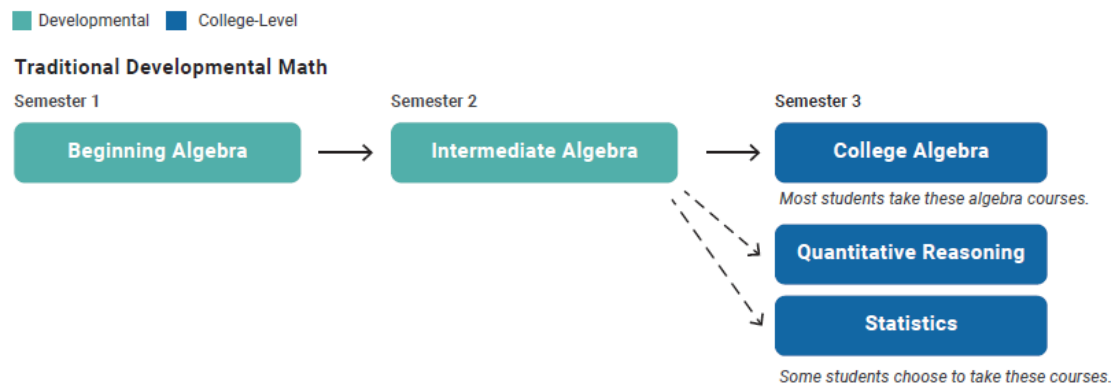 Developmental College-Level
Traditional Developmental Math
Semester 1 Semester 2 Semester 3
Beginning Algebra Intermediate Algebra College Algebra
Most students take these algebra courses.
Quantitative Reasoning
Statistics
Some students choose to take these courses.